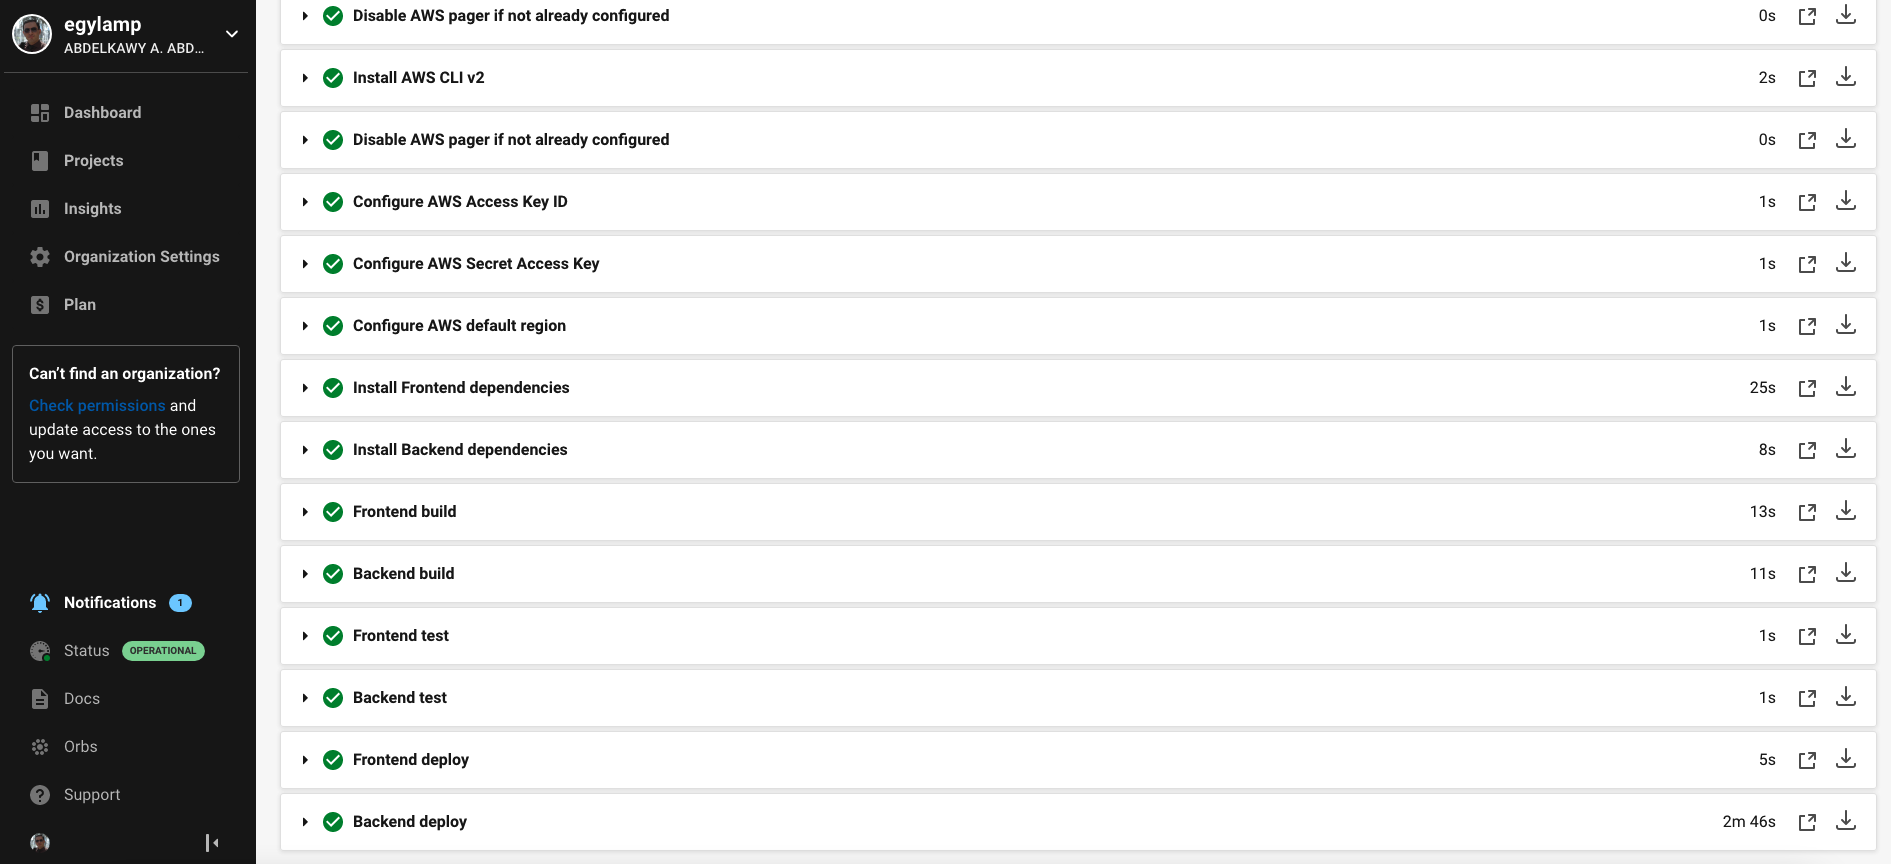 egylamp
ABDELKAWY A. ABD...
Dashboard
Projects
Insights
Organization Settings
Plan
Can't find an organization?
Check permissions and
update access to the ones
you want.
Notifications 1
Status OPERATIONAL
Docs
Orbs
Support
Disable AWS pager if not already configured 0s
Install AWS CLI v2 2s
Disable AWS pager if not already configured 0s
Configure AWS Access Key ID 1s
Configure AWS Secret Access Key 1s
Configure AWS default region 1s
Install Frontend dependencies 25s
Install Backend dependencies 8s
Frontend build 13s
Backend build 11s
Frontend test 1s
Backend test 1s
Frontend deploy 5s
Backend deploy 2m 46s